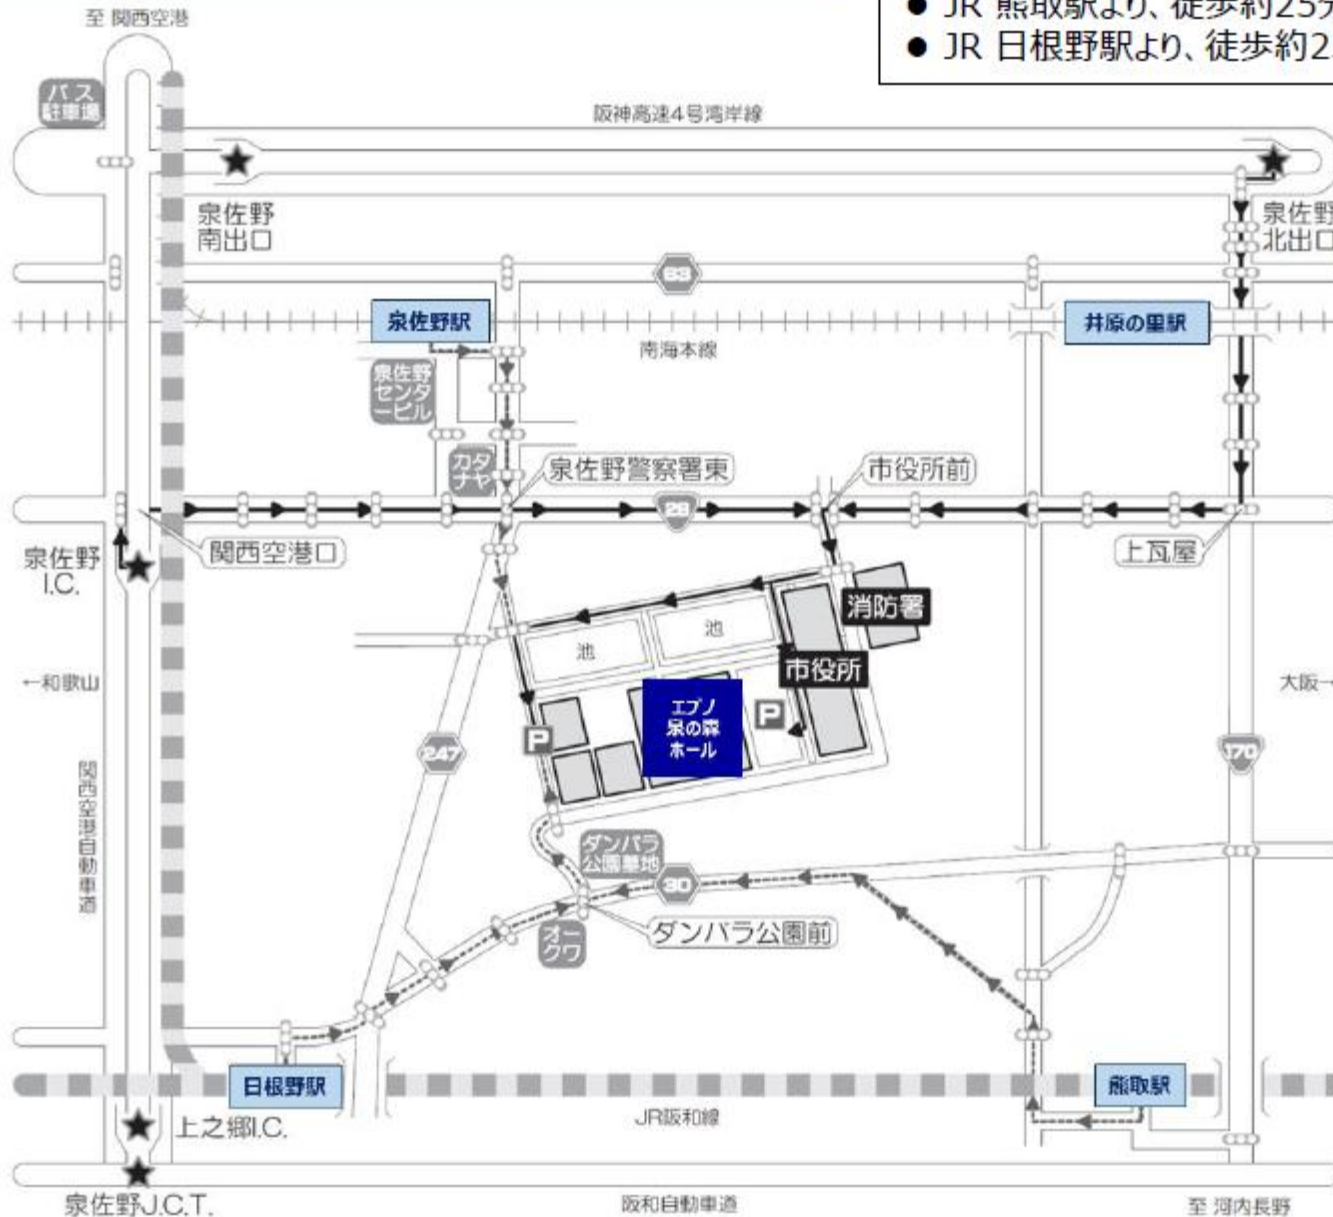 至 関西空港
● JR 熊取駅より、徒歩約25分
● JR 日根野駅より、徒歩約2
バス
駐車場
阪神高速4号湾岸線
泉佐野
南出口
泉佐野
北出口
63
泉佐野駅
井原の里駅
南海本線
泉佐野
センタ
ービル
カタ
ナヤ
泉佐野警察署東
市役所前
29
関西空港口
上瓦屋
泉佐野
I.C.
消防署
池
池
市役所
←和歌山
大阪→
エブノ
泉の森
ホール
P
P
247
170
関西空港自動車道
ダンバラ
公園墓地
30
オー
クワ
ダンバラ公園前
日根野駅
熊取駅
上之郷I.C.
JR阪和線
泉佐野J.C.T.
阪和自動車道
至 河内長野